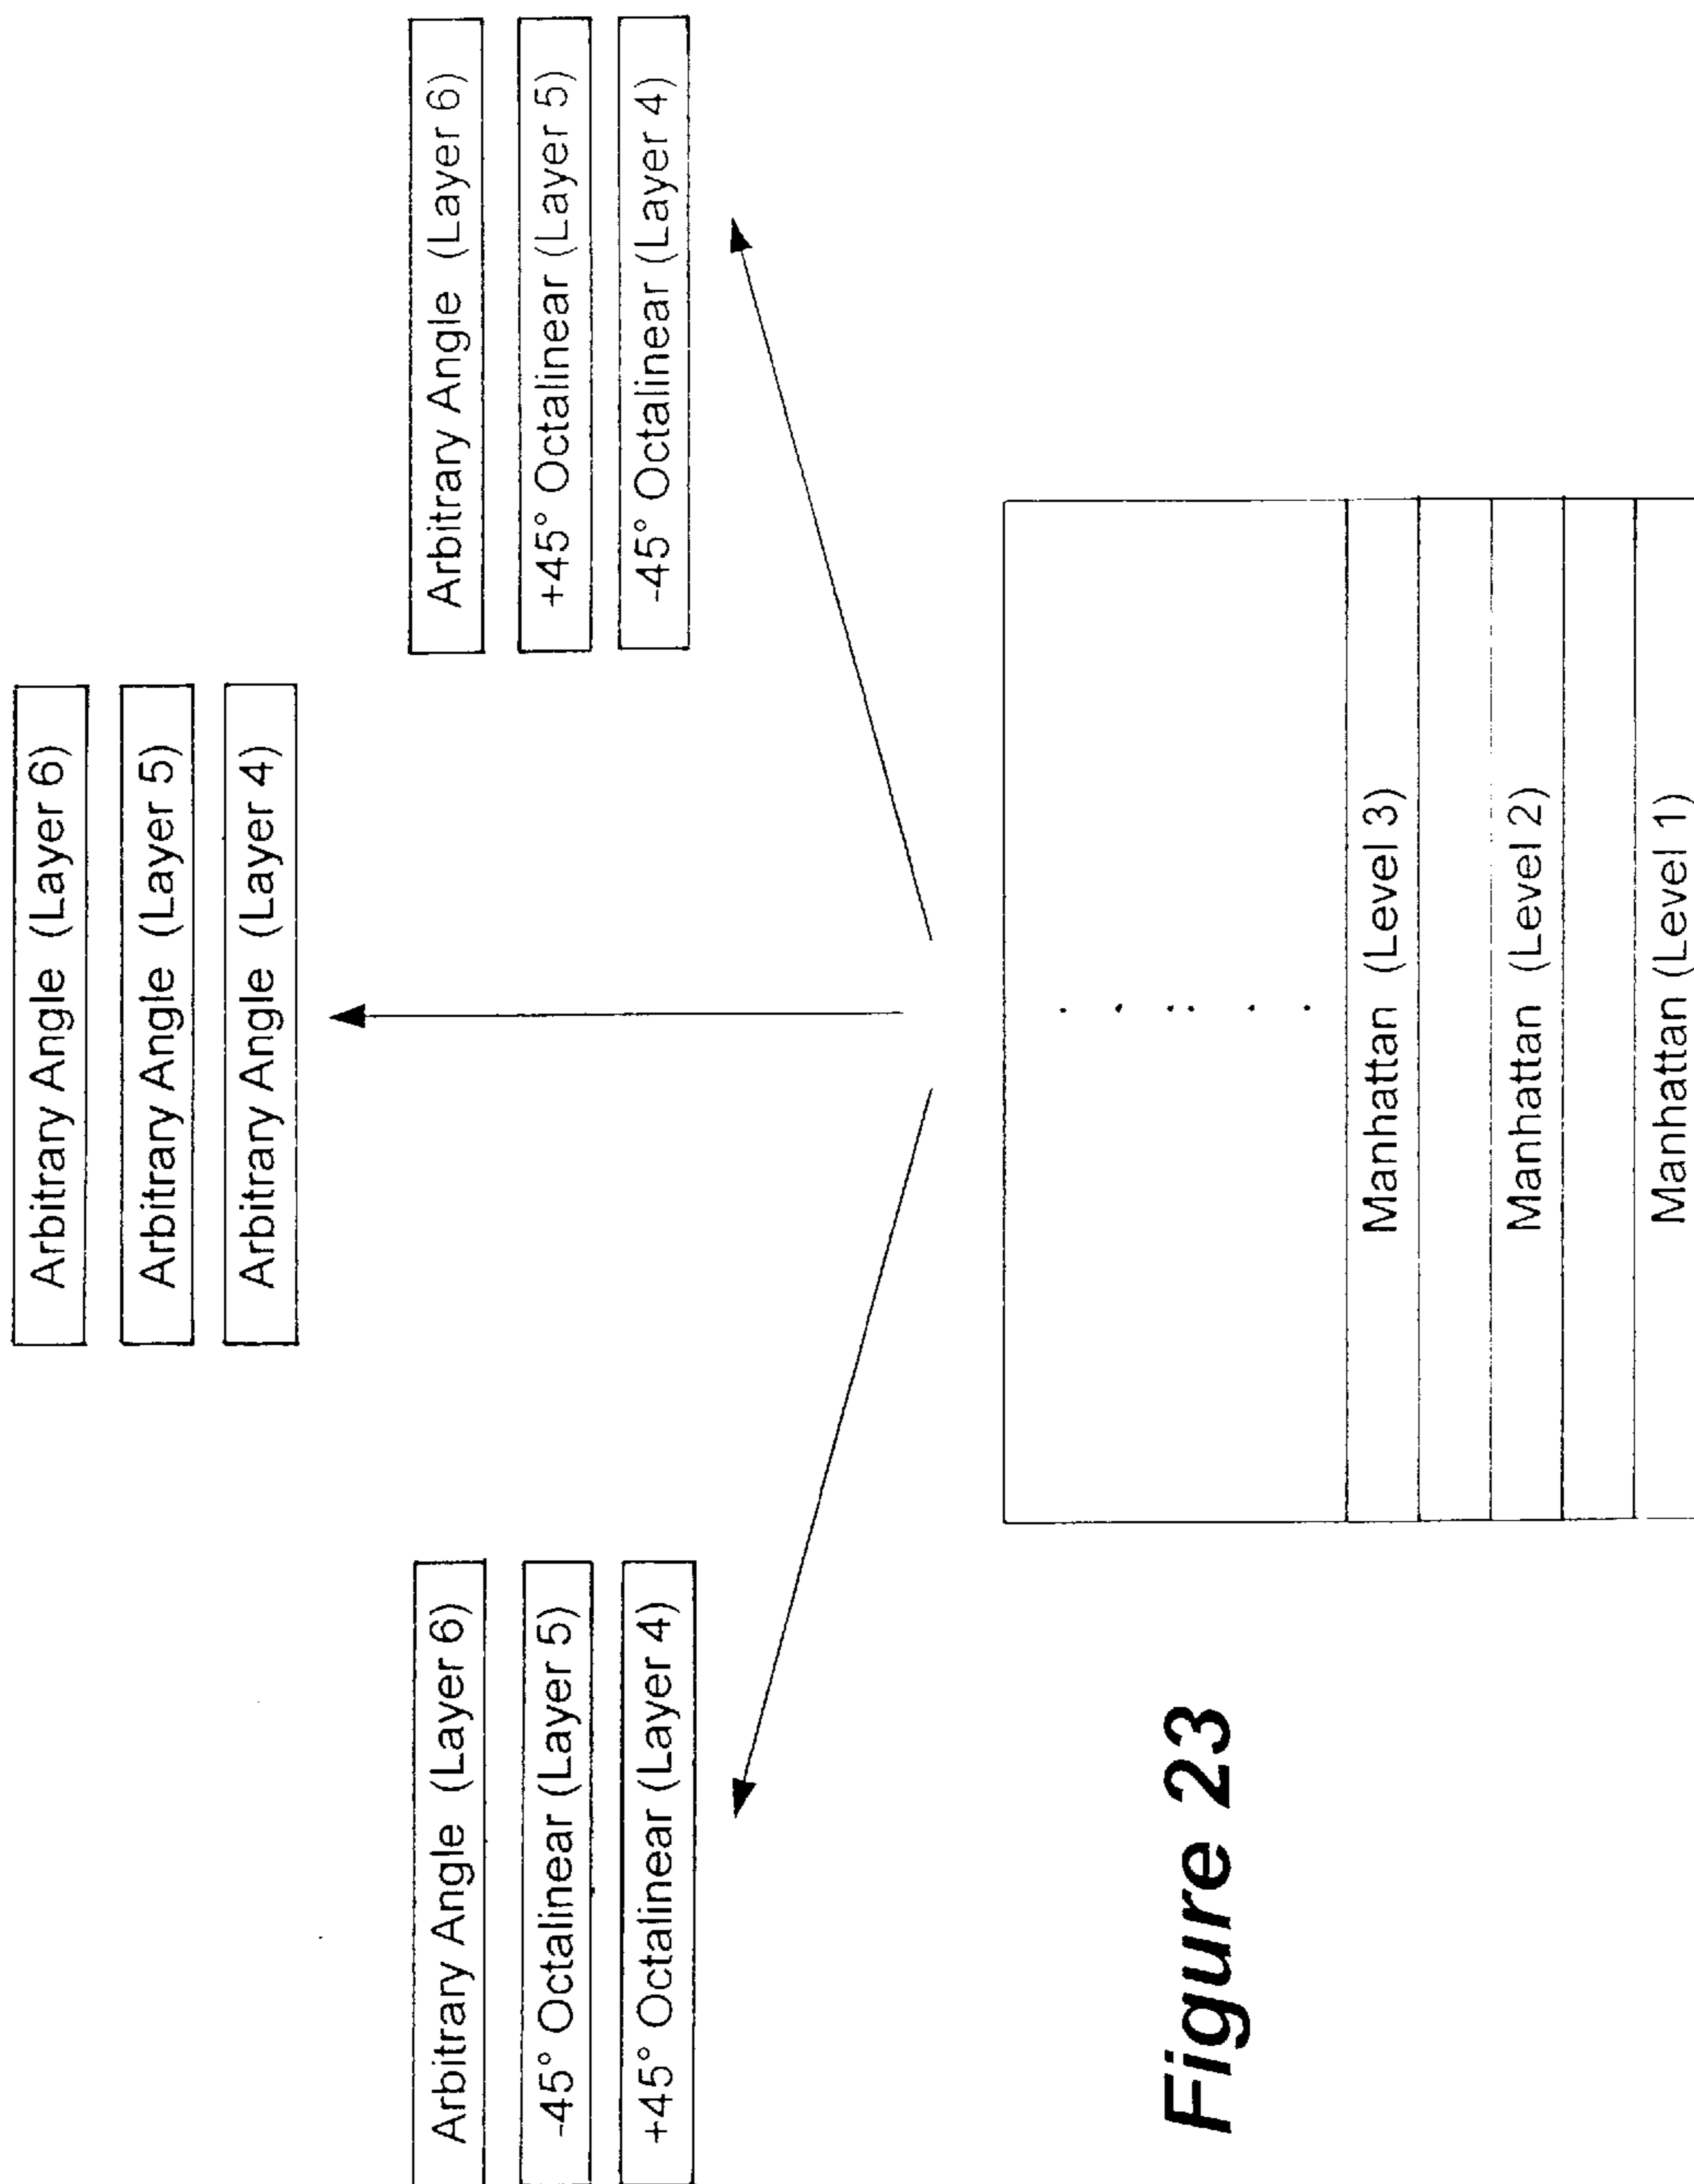 Arbitrary Angle (Layer 6)
Arbitrary Angle (Layer 5)
Arbitrary Angle (Layer 4)
Arbitrary Angle (Layer 6)
-45° Octalinear (Layer 5)
+45° Octalinear (Layer 4)
Arbitrary Angle (Layer 6)
+45° Octalinear (Layer 5)
-45° Octalinear (Layer 4)
Manhattan (Level 3)
Manhattan (Level 2)
Manhattan (Level 1)
Figure 23